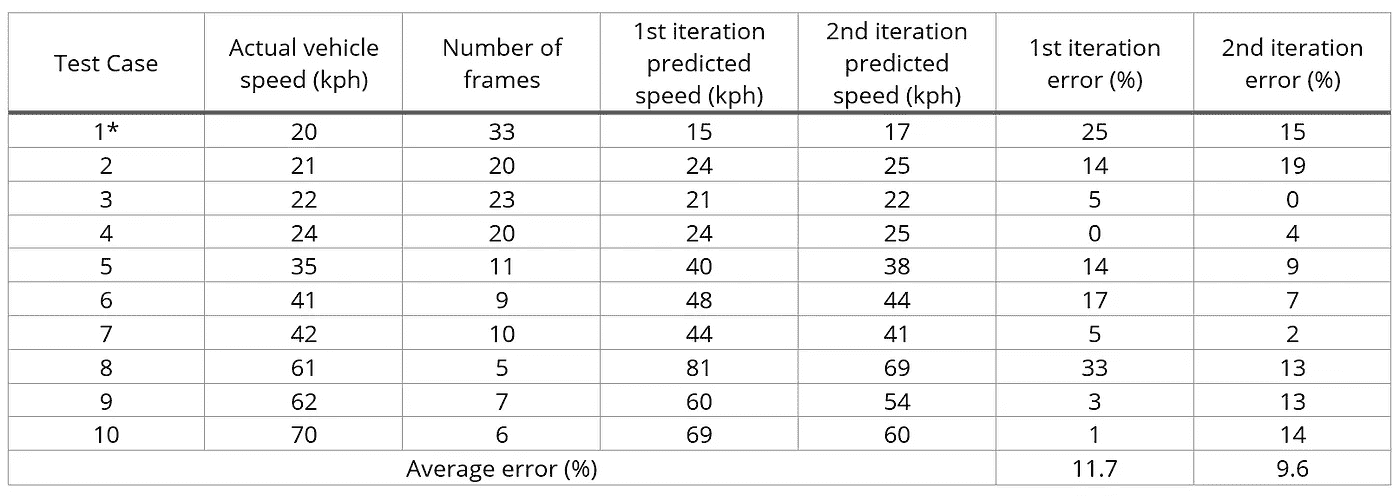 Test Case
Actual vehicle
speed (kph)
Number of
frames
1st iteration
predicted
speed (kph)
2nd iteration
predicted
speed (kph)
1st iteration
error (%)
2nd iteration
error (%)
1* 20 33 15 17 25 15
2 21 20 24 25 14 19
3 22 23 21 22 5 0
4 24 20 24 25 0 4
5 35 11 40 38 14 9
6 41 9 48 44 17 7
7 42 10 44 41 5 2
8 61 5 81 69 33 13
9 62 7 60 54 3 13
10 70 6 69 60 1 14
Average error (%) 11.7 9.6